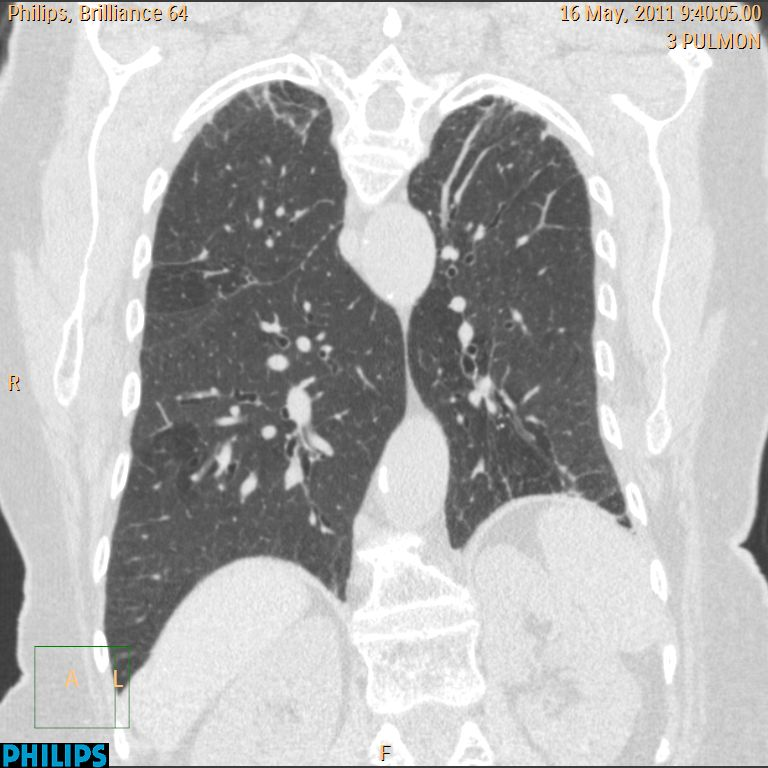 Philips, Brilliance 64
16 May, 2011 9:40:05.00
3 PULMON
R
A
L
F
PHILIPS